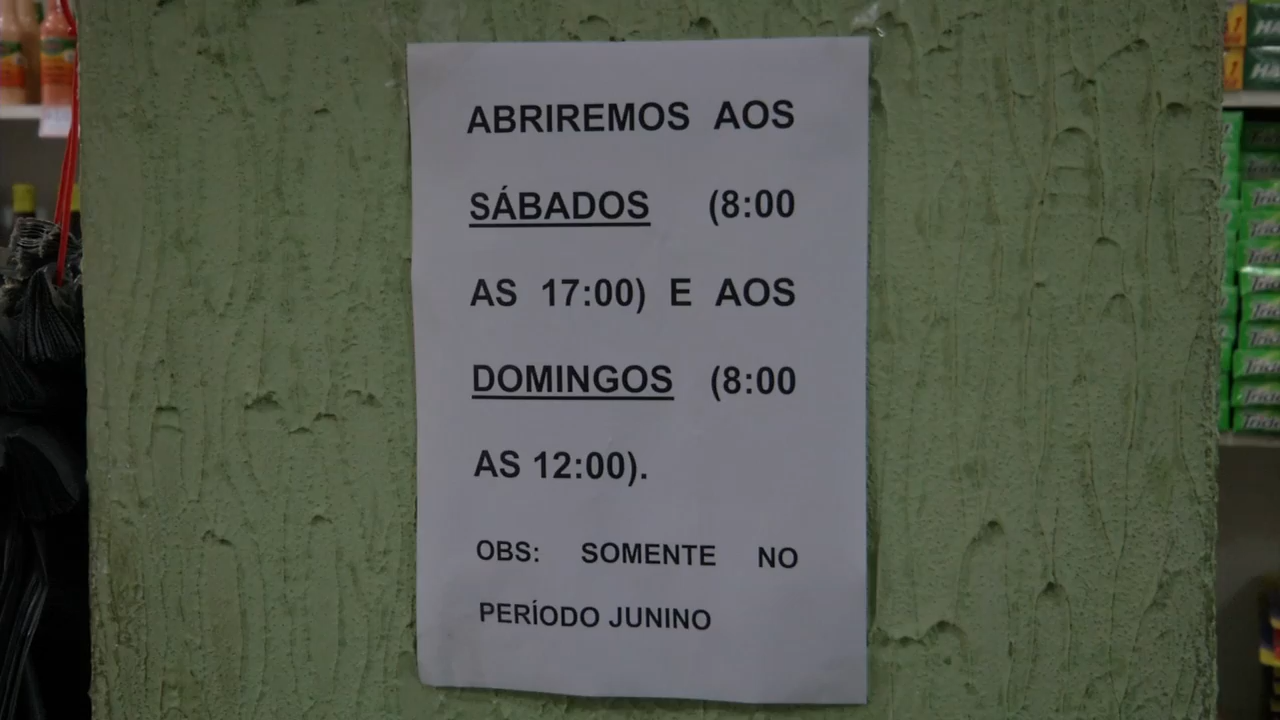 ABRIREMOS AOS
SÁBADOS (8:00
AS 17:00) E AOS
DOMINGOS (8:00
AS 12:00).
OBS: SOMENTE NO
PERÍODO JUNINO